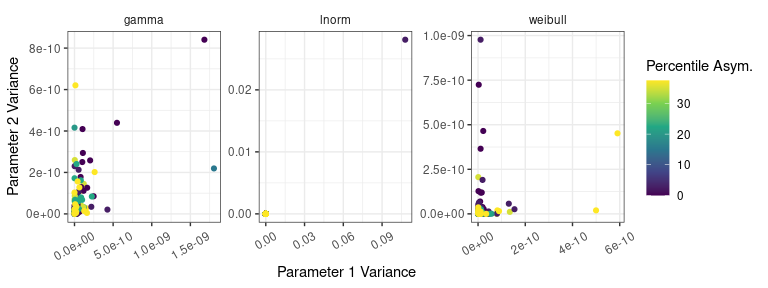 gamma
lnorm
weibull
Parameter 2 Variance
8e-10
6e-10
4e-10
2e-10
0e+00
0.02
0.01
0.00
1.0e-09
7.5e-10
5.0e-10
2.5e-10
0.0e+00
0.0e+00
5.0e-10
1.0e-09
1.5e-09
0.00
0.03
0.06
0.09
0e+00
2e-10
4e-10
6e-10
Parameter 1 Variance
Percentile Asym.
30
20
10
0